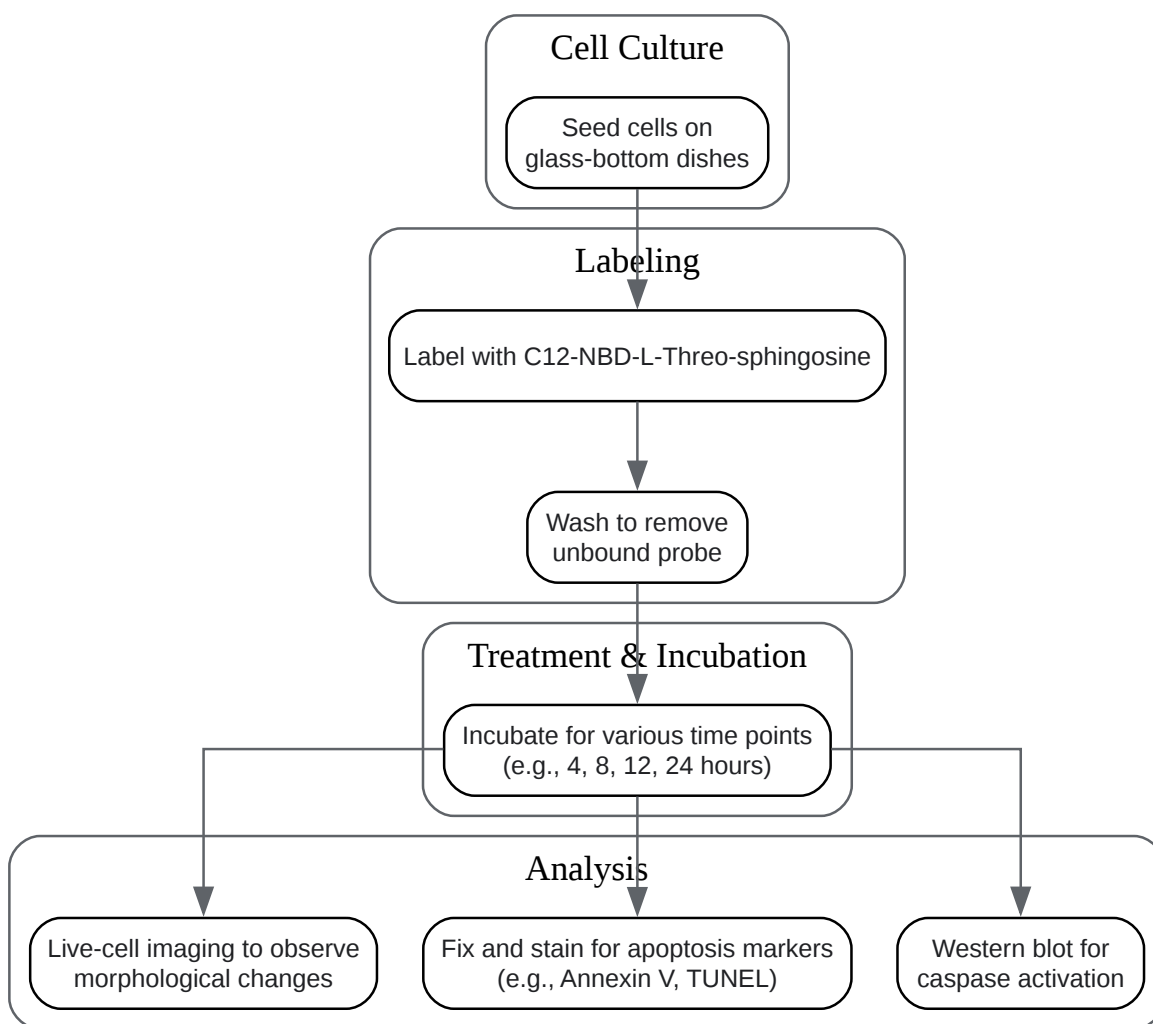 Cell Culture
Seed cells on
glass-bottom dishes
Labeling
Label with C12-NBD-L-Threo-sphingosine
Wash to remove
unbound probe
Treatment & Incubation
Incubate for various time points
(e.g., 4, 8, 12, 24 hours)
Analysis
Live-cell imaging to observe
morphological changes
Fix and stain for apoptosis markers
(e.g., Annexin V, TUNEL)
Western blot for
caspase activation